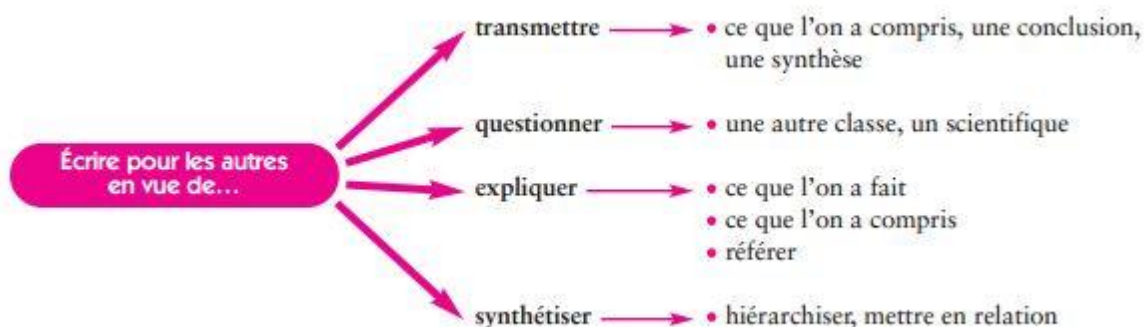 transmettre • ce que l'on a compris, une conclusion,
une synthèse
questionner • une autre classe, un scientifique
Écrire pour les autres
en vue de…
expliquer • ce que l'on a fait
• ce que l'on a compris
• référer
synthétiser • hiérarchiser, mettre en relation